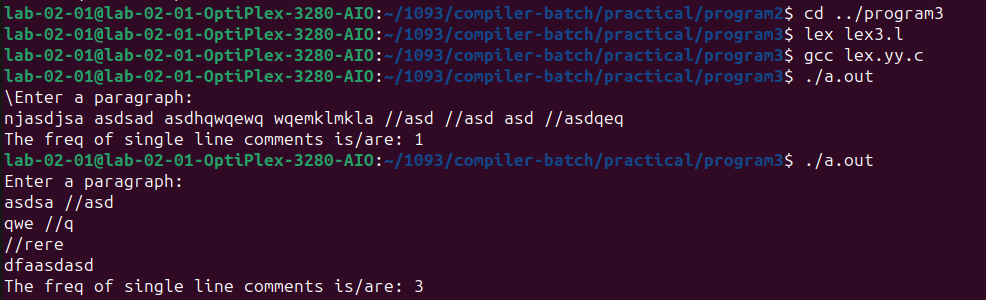 lab-02-01@lab-02-01-OptiPlex-3280-AIO:~/1093/compiler-batch/practical/program2$ cd ../program3
lab-02-01@lab-02-01-OptiPlex-3280-AIO:~/1093/compiler-batch/practical/program3$ lex lex3.l
lab-02-01@lab-02-01-OptiPlex-3280-AIO:~/1093/compiler-batch/practical/program3$ gcc lex.yy.c
lab-02-01@lab-02-01-OptiPlex-3280-AIO:~/1093/compiler-batch/practical/program3$ ./a.out
\Enter a paragraph:
njasdjsa asdsad asdhqwqewq wqemklmkla //asd //asd asd //asdqeq
The freq of single line comments is/are: 1
lab-02-01@lab-02-01-OptiPlex-3280-AIO:~/1093/compiler-batch/practical/program3$ ./a.out
Enter a paragraph:
asdsa //asd
qwe //q
//rere
dfaasdasd
The freq of single line comments is/are: 3